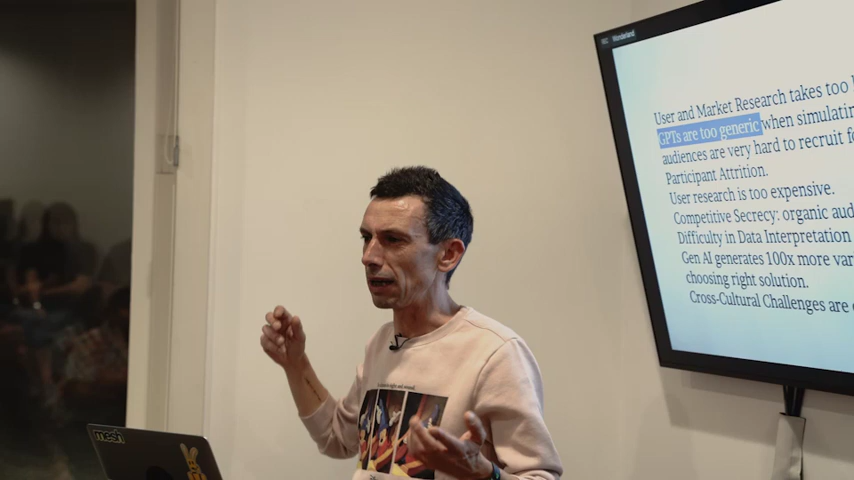 Wonderland
User and Market Research takes too
GPTs are too generic when simulatin
audiences are very hard to recruit f
Participant Attrition.
User research is too expensive.
Competitive Secrecy: organic aud
Difficulty in Data Interpretation
Gen AI generates 100x more var
choosing right solution.
Cross-Cultural Challenges are
mesh